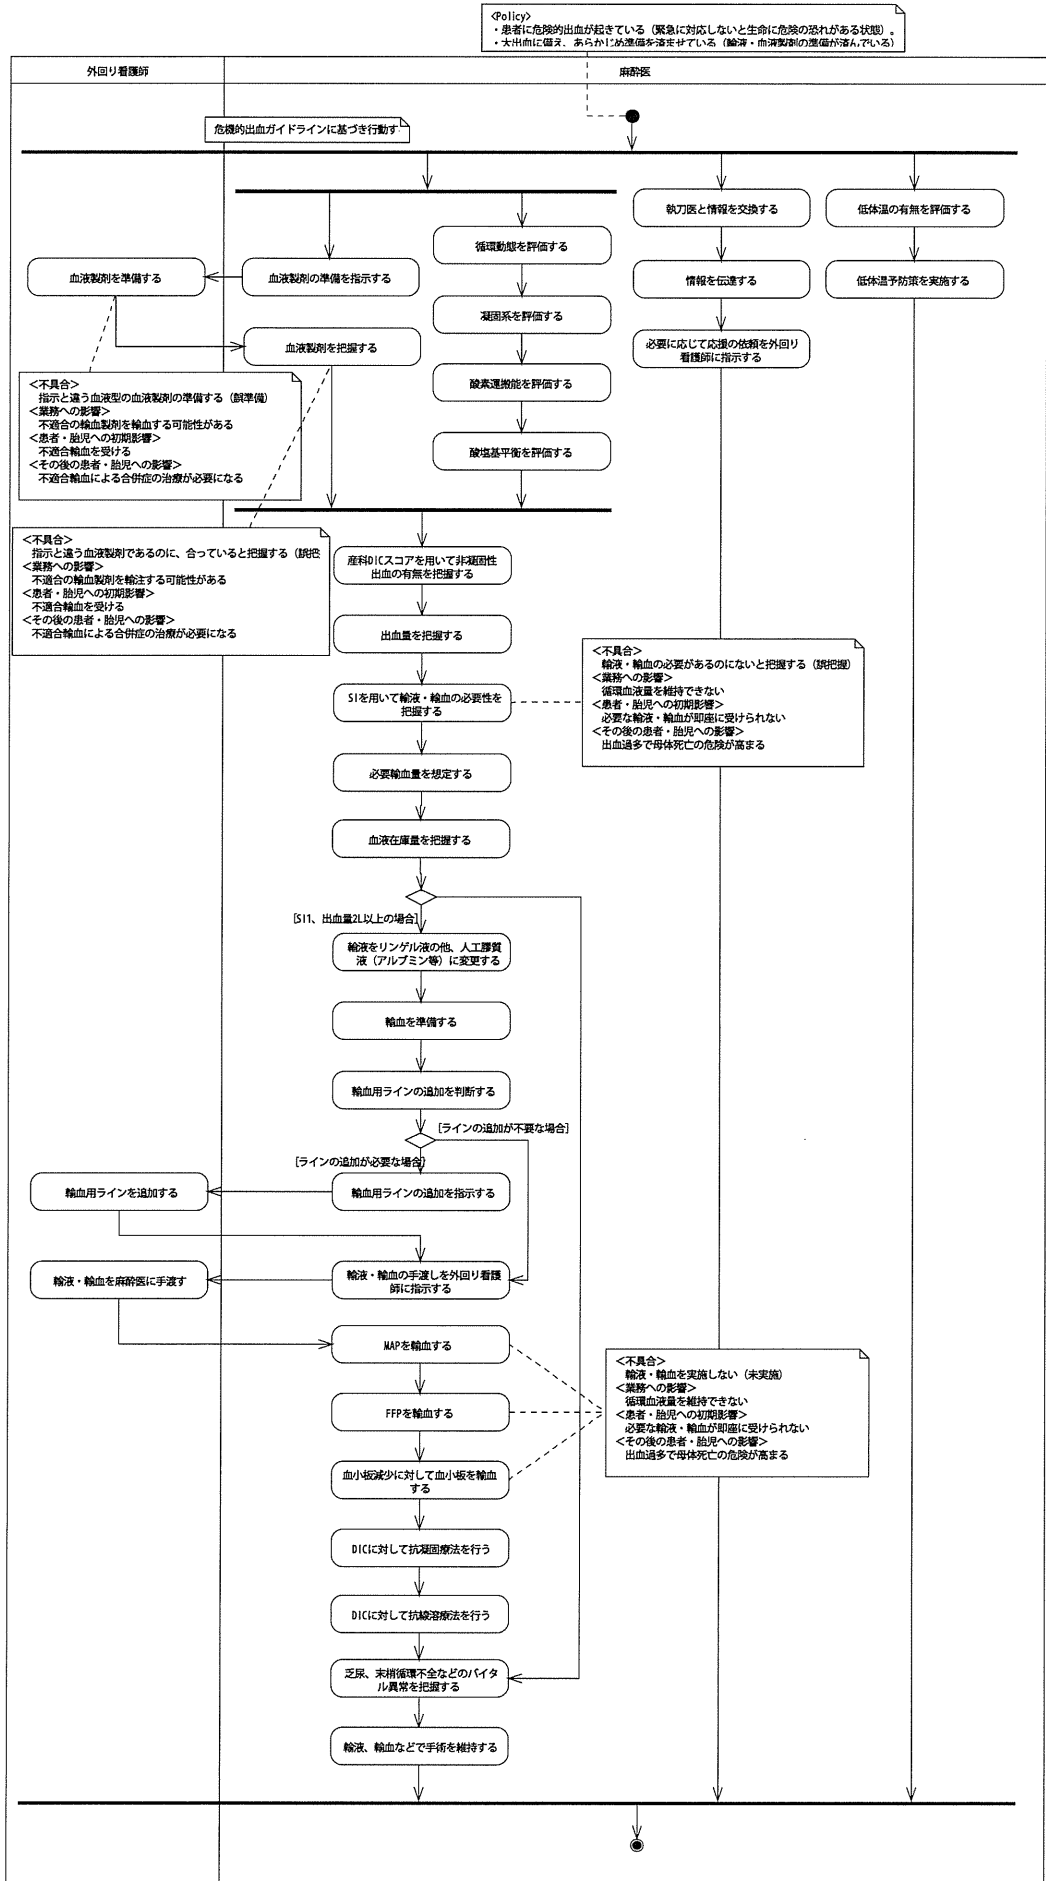 <Policy>
・患者に危険的出血が起きている（緊急に対応しないと生命に危険の恐れがある状態）。
・大出血に備え、あらかじめ準備を済ませている（輸液・血液製剤の準備が済んでいる）
外回り看護師
麻酔医
危機的出血ガイドラインに基づき行動す
執刀医と情報を交換する
低体温の有無を評価する
循環動態を評価する
血液製剤を準備する
血液製剤の準備を指示する
情報を伝達する
低体温予防策を実施する
凝固系を評価する
血液製剤を把握する
必要に応じて応援の依頼を外回り
看護師に指示する
酸素運搬能を評価する
＜不具合＞
指示と違う血液型の血液製剤の準備する（誤準備）
＜業務への影響＞
不適合の輸血製剤を輸血する可能性がある
＜患者・胎児への初期影響＞
不適合輸血を受ける
＜その後の患者・胎児への影響＞
不適合輸血による合併症の治療が必要になる
酸塩基平衡を評価する
＜不具合＞
指示と違う血液製剤であるのに、合っていると把握する（誤把
＜業務への影響＞
不適合の輸血製剤を輸注する可能性がある
＜患者・胎児への初期影響＞
不適合輸血を受ける
＜その後の患者・胎児への影響＞
不適合輸血による合併症の治療が必要になる
産科DICスコアを用いて非凝固性
出血の有無を把握する
出血量を把握する
＜不具合＞
輸液・輸血の必要があるのにないと把握する（誤把握）
＜業務への影響＞
循環血液量を維持できない
＜患者・胎児への初期影響＞
必要な輸液・輸血が即座に受けられない
＜その後の患者・胎児への影響＞
出血過多で母体死亡の危険が高まる
SIを用いて輸液・輸血の必要性を
把握する
必要輸血量を想定する
血液在庫量を把握する
[SI1、出血量2L以上の場合]
輸液をリンゲル液の他、人工膠質
液（アルブミン等）に変更する
輸血を準備する
輸血用ラインの追加を判断する
[ラインの追加が不要な場合]
[ラインの追加が必要な場合]
輸血用ラインを追加する
輸血用ラインの追加を指示する
輸液・輸血を麻酔医に手渡す
輸液・輸血の手渡しを外回り看護
師に指示する
MAPを輸血する
＜不具合＞
輸液・輸血を実施しない（未実施）
＜業務への影響＞
循環血液量を維持できない
＜患者・胎児への初期影響＞
必要な輸液・輸血が即座に受けられない
＜その後の患者・胎児への影響＞
出血過多で母体死亡の危険が高まる
FFPを輸血する
血小板減少に対して血小板を輸血
する
DICに対して抗凝固療法を行う
DICに対して抗線溶療法を行う
乏尿、末梢循環不全などのバイタ
ル異常を把握する
輸液、輸血などで手術を維持する